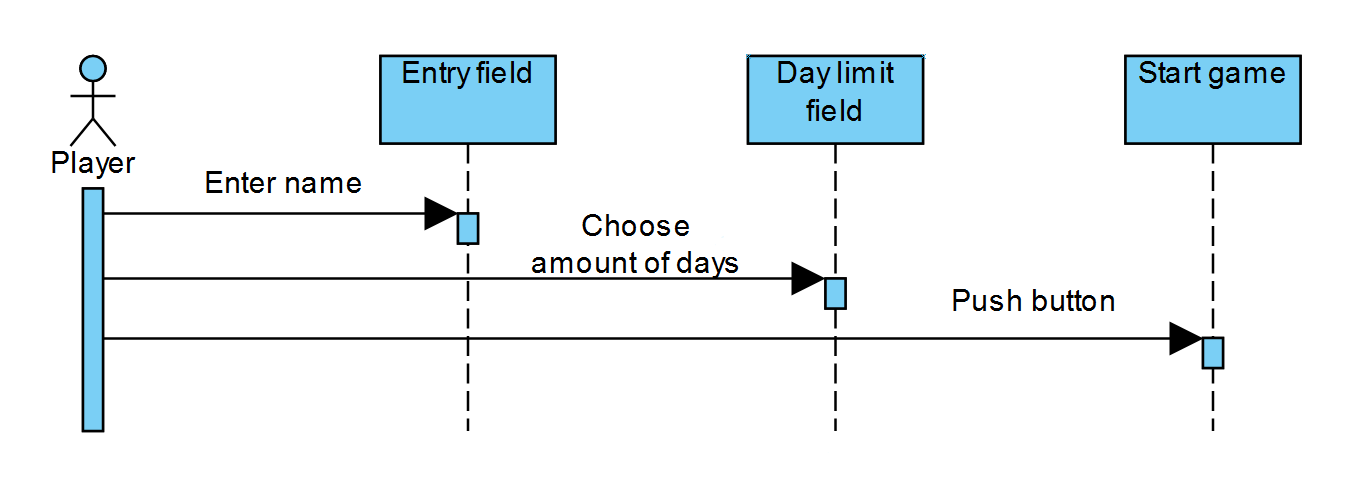 Entry field
Day limit
field
Start game
Player
Enter name
Choose
amount of days
Push button